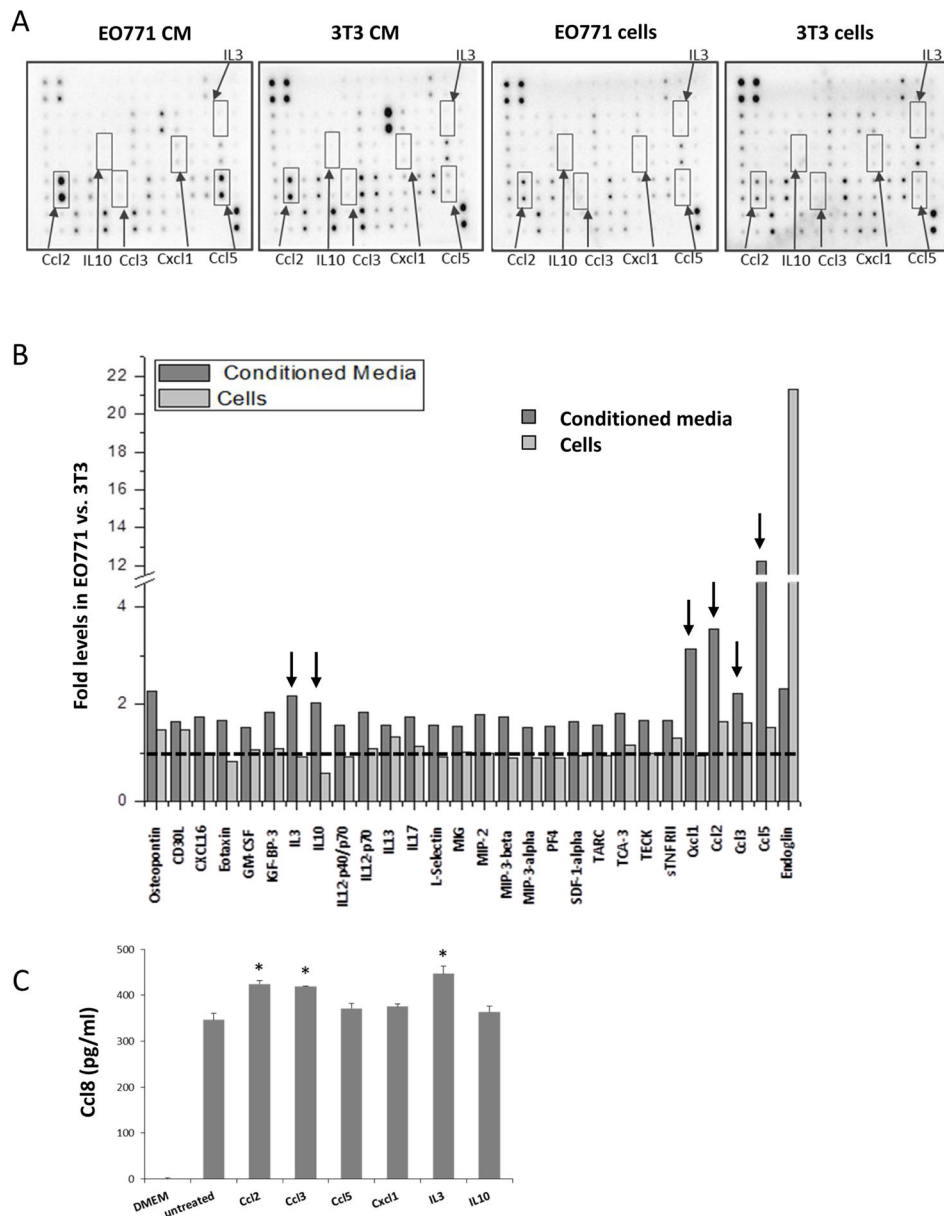 A
EO771 CM 3T3 CM EO771 cells 3T3 cells
IL3 IL3 IL3 IL3
Ccl2 IL10 Ccl3 Cxcl1 Ccl5 Ccl2 IL10 Ccl3 Cxcl1 Ccl5 Ccl2 IL10 Ccl3 Cxcl1 Ccl5 Ccl2 IL10 Ccl3 Cxcl1 Ccl5
B
Fold levels in EO771 vs. 3T3
22
20
18
16
14
12
4
2
0
Conditioned Media
Cells
Conditioned media
Cells
Osteopontin
CD30L
CXCL16
Eotaxin
GM-CSF
IGF-BP-3
IL3
IL10
IL12-p40/p70
IL12-p70
IL13
IL17
L-Selectin
MIG
MIP-2
MIP-3-beta
MIP-3-alpha
PF4
SDF-1-alpha
TARC
TCA-3
TECK
sTNF RII
Cxcl1
Ccl2
Ccl3
Ccl5
Endoglin
C
Ccl8 (pg/ml)
500
400
300
200
100
0
* * *
DMEM untreated Ccl2 Ccl3 Ccl5 Cxcl1 IL3 IL10